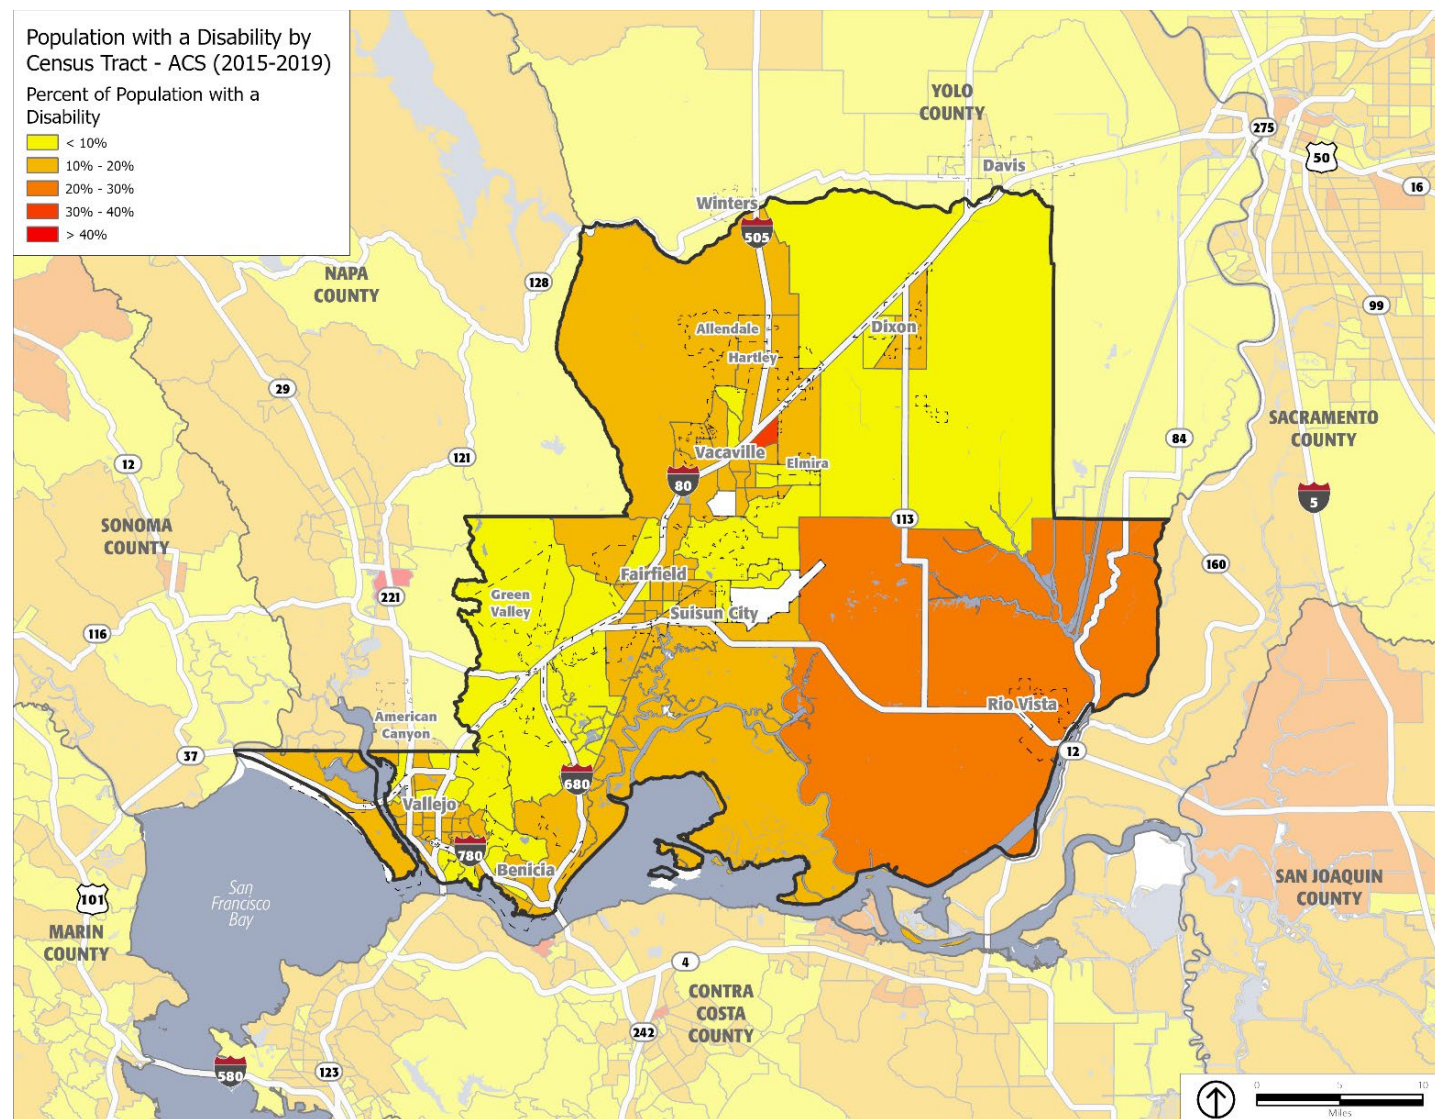 Population with a Disability by
Census Tract - ACS (2015-2019)
Percent of Population with a
Disability
< 10%
10% - 20%
20% - 30%
30% - 40%
> 40%
YOLO
COUNTY
275
50
Davis
16
Winters
505
NAPA
COUNTY
128
99
Allendale
Dixon
Hartley
29
SACRAMENTO
COUNTY
84
121
Vacaville
12
Elmira
80
5
SONOMA
COUNTY
113
160
Fairfield
221
Green
Valley
Suisun City
116
Rio Vista
American
Canyon
37
12
680
Vallejo
780
Benicia
San
Francisco
Bay
SAN JOAQUIN
COUNTY
101
MARIN
COUNTY
4
CONTRA
COSTA
COUNTY
242
580
123
0 5 10
Miles